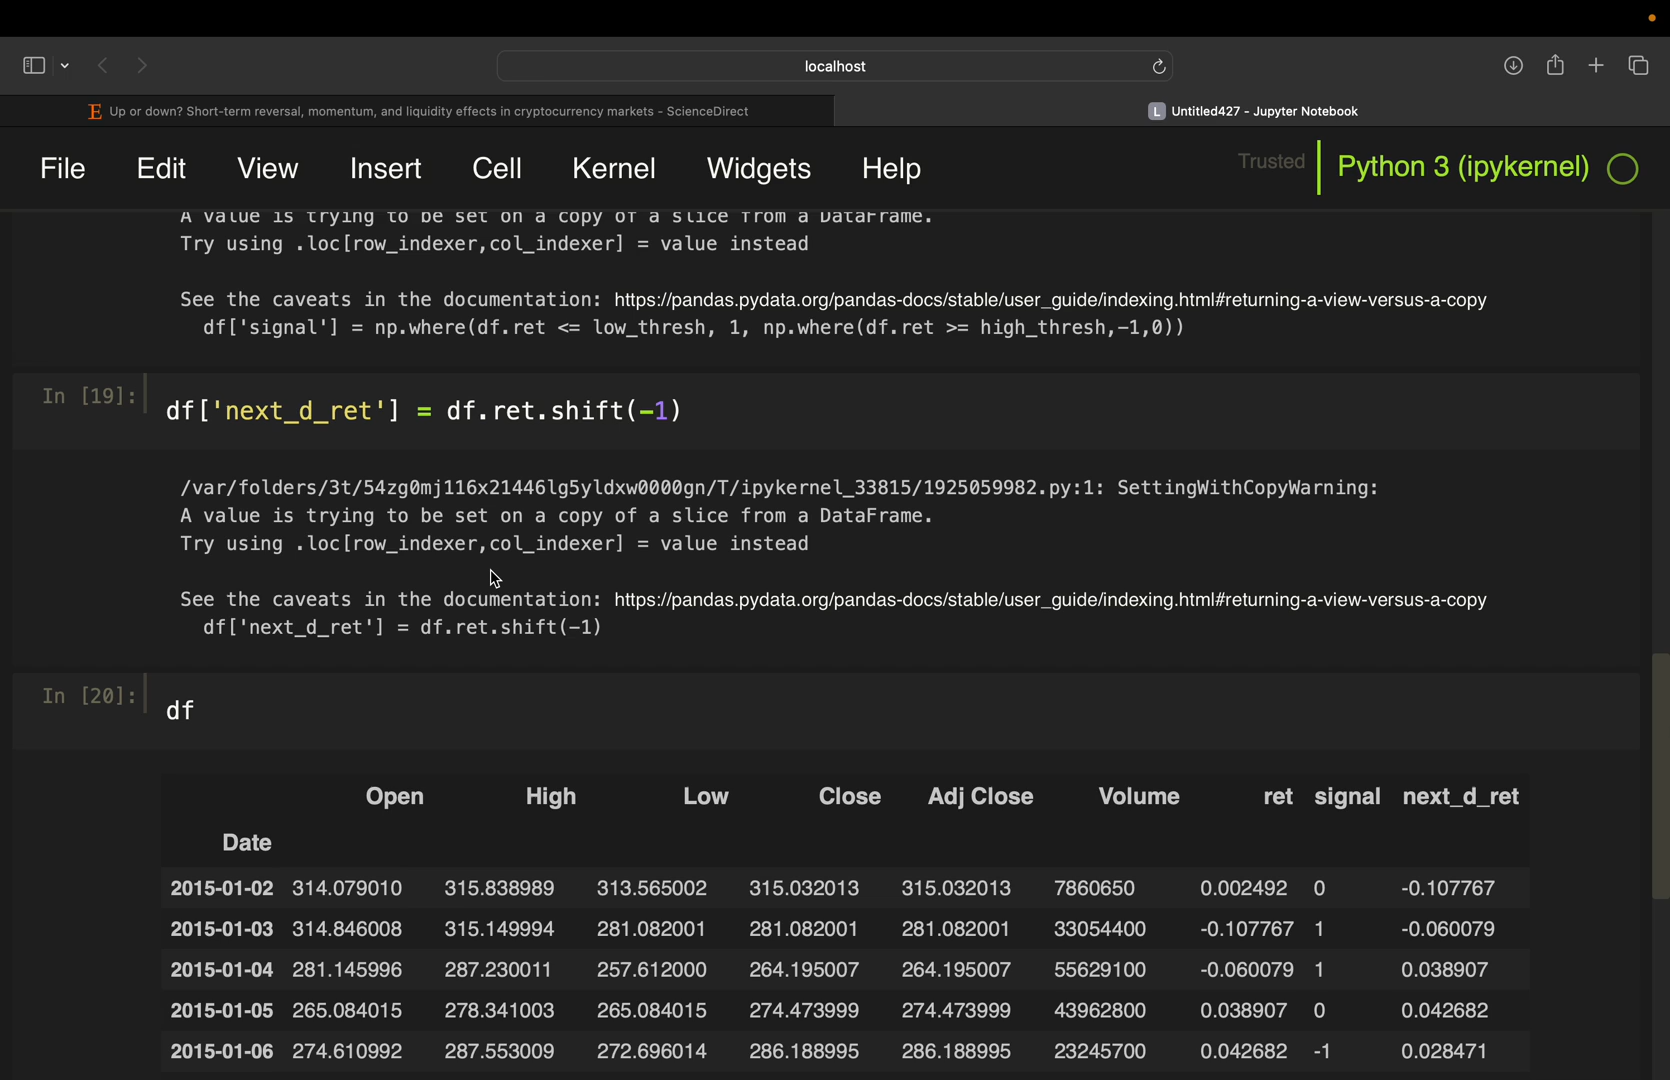 localhost
Up or down? Short-term reversal, momentum, and liquidity effects in cryptocurrency markets - ScienceDirect
L Untitled427 - Jupyter Notebook
File Edit View Insert Cell Kernel Widgets Help Trusted Python 3 (ipykernel)
A value is trying to be set on a copy of a slice from a DataFrame.
Try using .loc[row_indexer,col_indexer] = value instead
See the caveats in the documentation: https://pandas.pydata.org/pandas-docs/stable/user_guide/indexing.html#returning-a-view-versus-a-copy
df['signal'] = np.where(df.ret <= low_thresh, 1, np.where(df.ret >= high_thresh,-1,0))
In [19]: df['next_d_ret'] = df.ret.shift(-1)
/var/folders/3t/54zg0mj116x21446lg5yldxw0000gn/T/ipykernel_33815/1925059982.py:1: SettingWithCopyWarning:
A value is trying to be set on a copy of a slice from a DataFrame.
Try using .loc[row_indexer,col_indexer] = value instead
See the caveats in the documentation: https://pandas.pydata.org/pandas-docs/stable/user_guide/indexing.html#returning-a-view-versus-a-copy
df['next_d_ret'] = df.ret.shift(-1)
In [20]: df
Open High Low Close Adj Close Volume ret signal next_d_ret
Date
2015-01-02 314.079010 315.838989 313.565002 315.032013 315.032013 7860650 0.002492 0 -0.107767
2015-01-03 314.846008 315.149994 281.082001 281.082001 281.082001 33054400 -0.107767 1 -0.060079
2015-01-04 281.145996 287.230011 257.612000 264.195007 264.195007 55629100 -0.060079 1 0.038907
2015-01-05 265.084015 278.341003 265.084015 274.473999 274.473999 43962800 0.038907 0 0.042682
2015-01-06 274.610992 287.553009 272.696014 286.188995 286.188995 23245700 0.042682 -1 0.028471